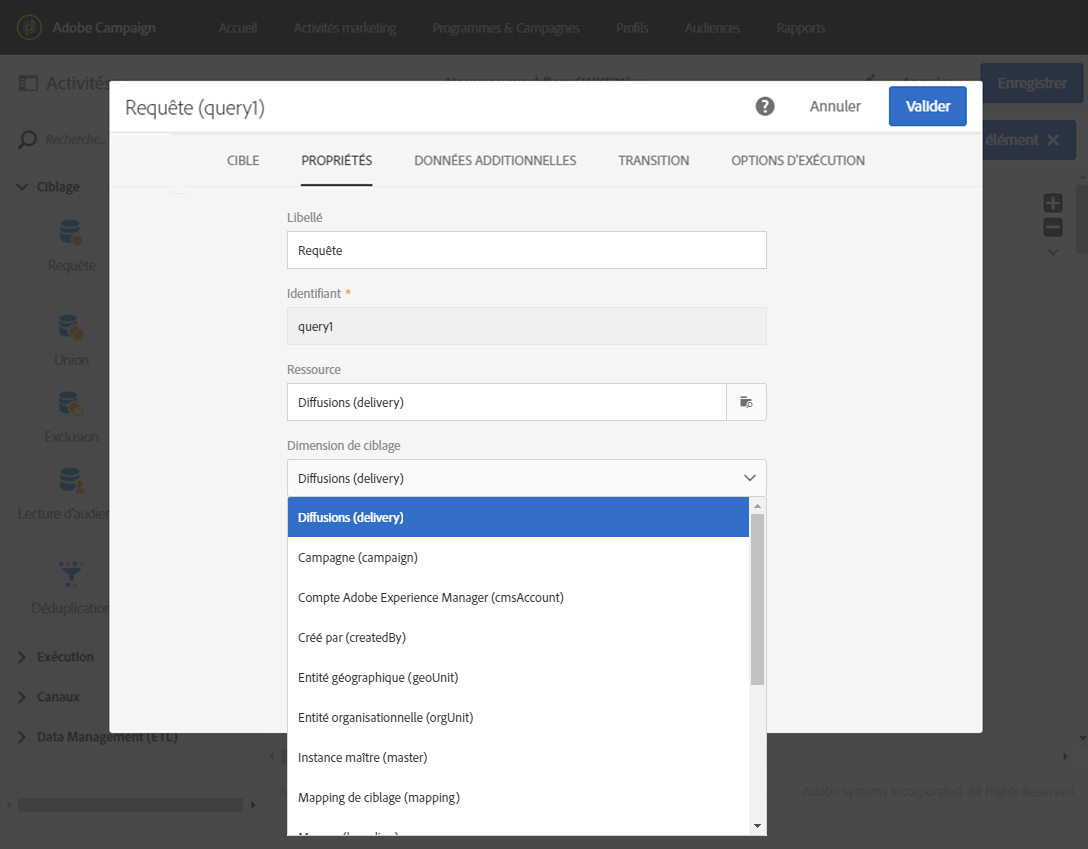 Adobe Campaign
Accueil
Activités marketing
Programmes & Campagnes
Profils
Audiences
Rapports
Activités
Annuler
Enregistrer
Requête (query1)
?
Annuler
Valider
Recherche...
élément
CIBLE
PROPRIÉTÉS
DONNÉES ADDITIONNELLES
TRANSITION
OPTIONS D'EXÉCUTION
Ciblage
Requête
Union
Exclusion
Lecture d'audien
Déduplication
Exécution
Canaux
Data Management (ETL)
Libellé
Requête
Identifiant *
query1
Ressource
Diffusions (delivery)
Dimension de ciblage
Diffusions (delivery)
Diffusions (delivery)
Campagne (campaign)
Compte Adobe Experience Manager (cmsAccount)
Créé par (createdBy)
Entité géographique (geoUnit)
Entité organisationnelle (orgUnit)
Instance maître (master)
Mapping de ciblage (mapping)
Adobe Systems Incorporated. All Rights Reserved.